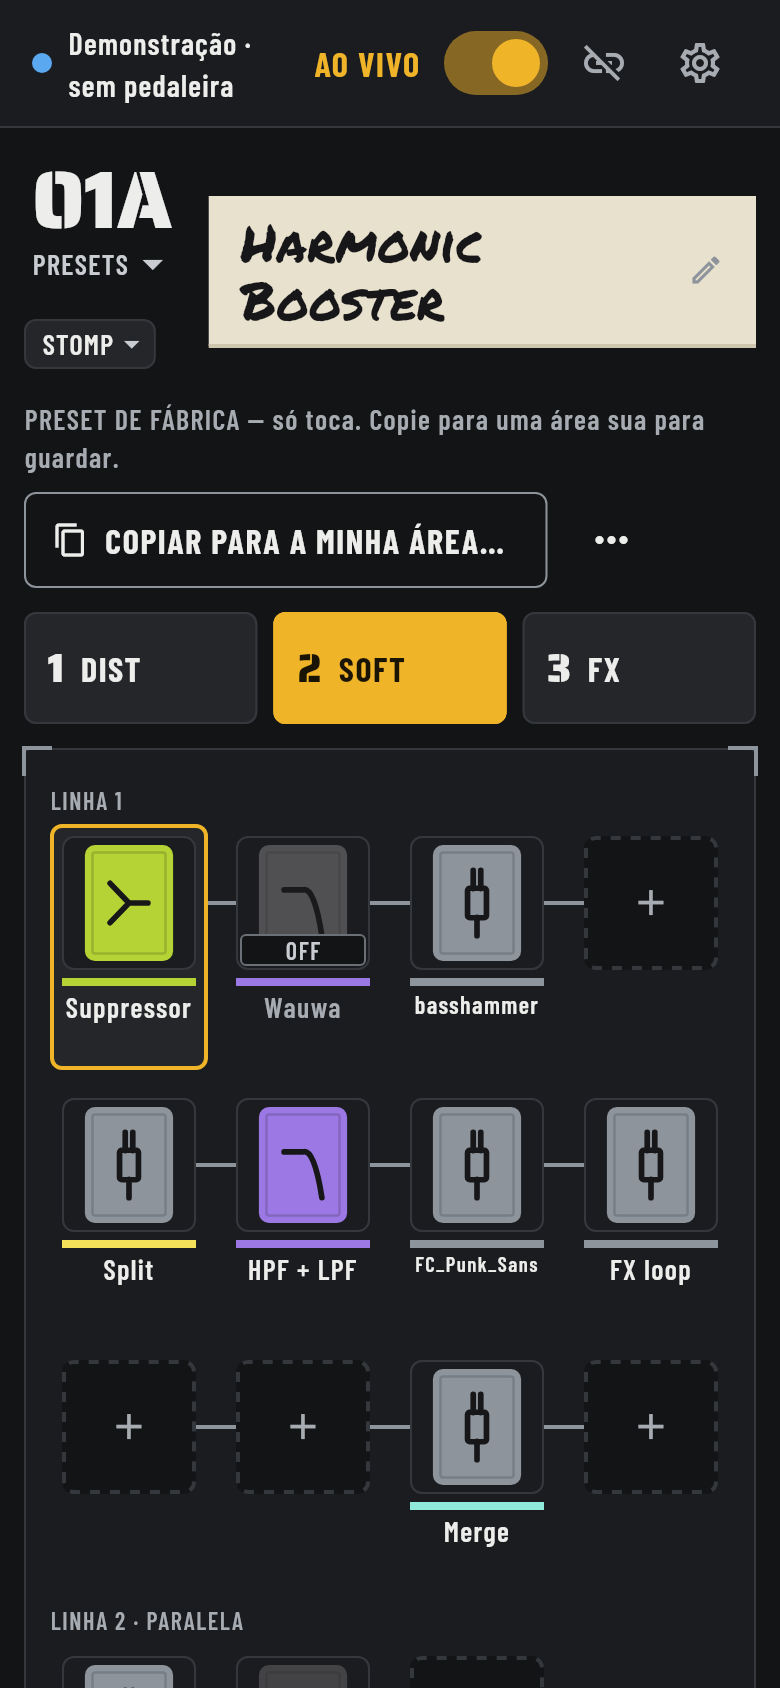 Demonstração ·
sem pedaleira
AO VIVO
01A
PRESETS
HARMONIC
BOOSTER
STOMP
PRESET DE FÁBRICA — só toca. Copie para uma área sua para
guardar.
COPIAR PARA A MINHA ÁREA...
1 DIST
2 SOFT
3 FX
LINHA 1
OFF
Suppressor
Wauwa
basshammer
Split
HPF + LPF
FC_Punk_Sans
FX loop
Merge
LINHA 2 · PARALELA